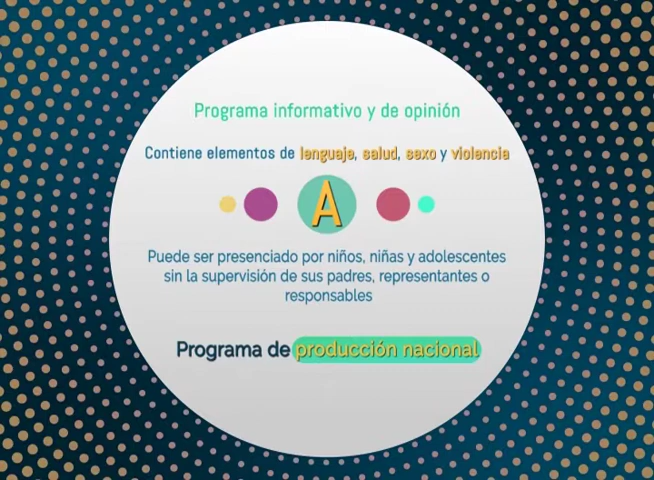 Programa informativo y de opinión
Contiene elementos de lenguaje, salud, sexo y violencia
A
Puede ser presenciado por niños, niñas y adolescentes
sin la supervisión de sus padres, representantes o
responsables
Programa de producción nacional